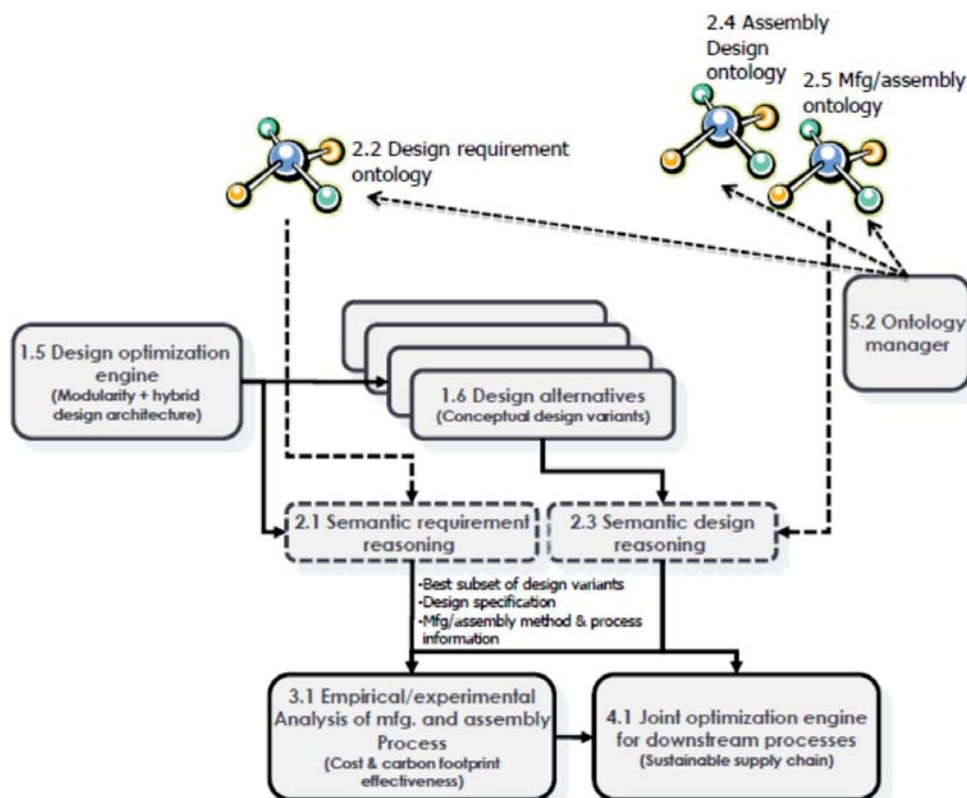 2.4 Assembly
Design
ontology
2.5 Mfg/assembly
ontology
2.2 Design requirement
ontology
5.2 Ontology
manager
1.5 Design optimization
engine
(Modularity + hybrid
design architecture)
1.6 Design alternatives
(Conceptual design variants)
2.1 Semantic requirement
reasoning
2.3 Semantic design
reasoning
•Best subset of design variants
•Design specification
•Mfg/assembly method & process
information
3.1 Empirical/experimental
Analysis of mfg. and assembly
Process
(Cost & carbon footprint
effectiveness)
4.1 Joint optimization engine
for downstream processes
(Sustainable supply chain)